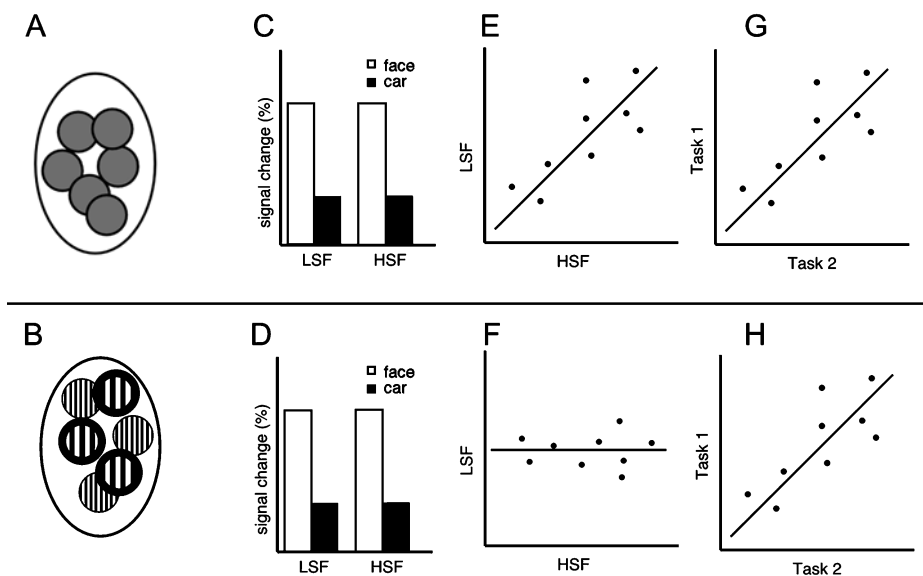 A
C
E
G
face
car
signal change (%)
LSF
HSF
LSF
HSF
Task 1
Task 2
B
D
F
H
face
car
signal change (%)
LSF
HSF
LSF
HSF
Task 1
Task 2